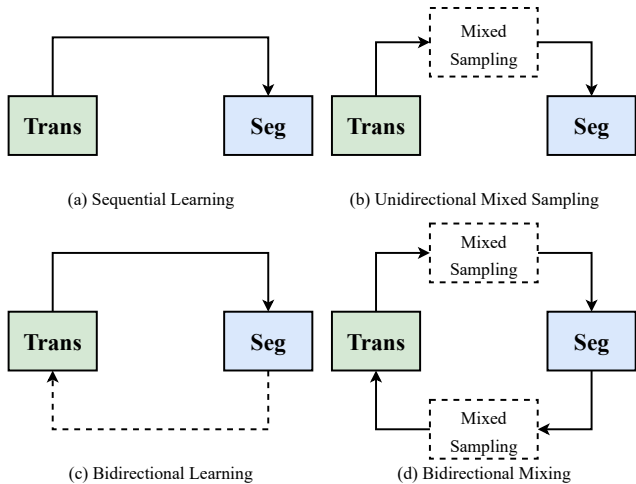 Mixed
Sampling
Trans
Seg
Trans
Seg
(a) Sequential Learning
(b) Unidirectional Mixed Sampling
Mixed
Sampling
Trans
Seg
Trans
Seg
Mixed
Sampling
(c) Bidirectional Learning
(d) Bidirectional Mixing